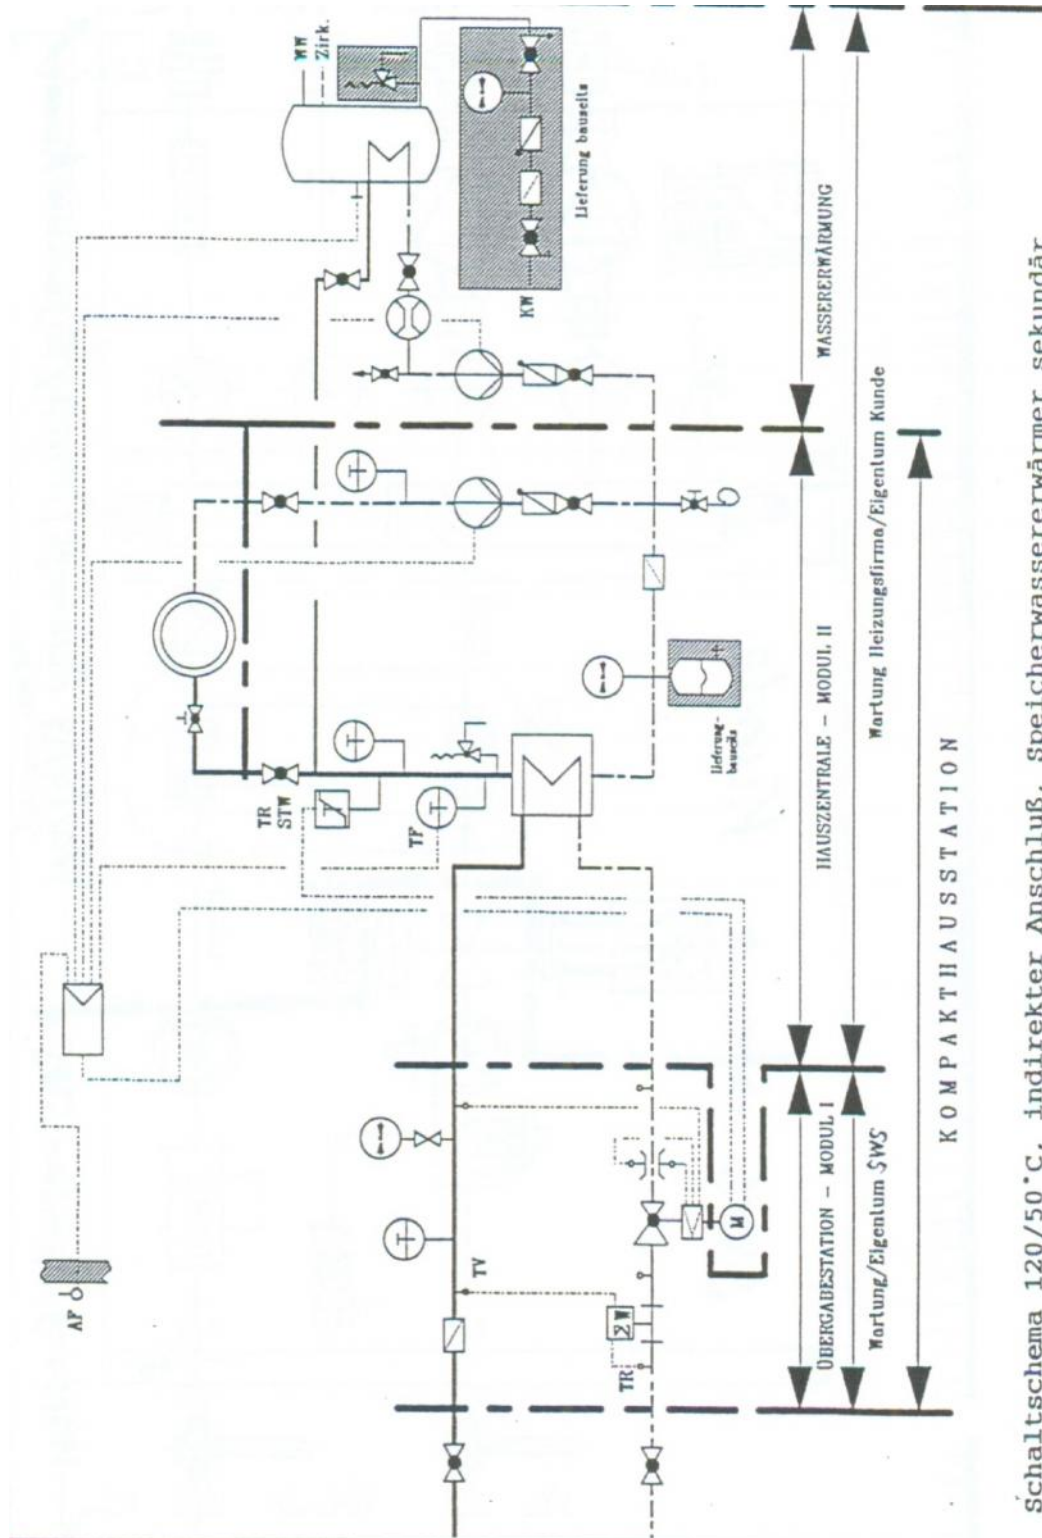 AF
WW
Zirk.
TR
STW
TF
TV
TR
ΣW
M
KW
Lieferung bauseits
Lieferung-
bauseits
ÜBERGABESTATION – MODUL I
HAUSZENTRALE – MODUL II
WASSERERWÄRMUNG
Wartung/Eigentum SWS
Wartung Heizungsfirma/Eigentum Kunde
KOMPAKTHAUSSTATION
Schaltschema 120/50°C, indirekter Anschluß, Speicherwassererwärmer sekundär